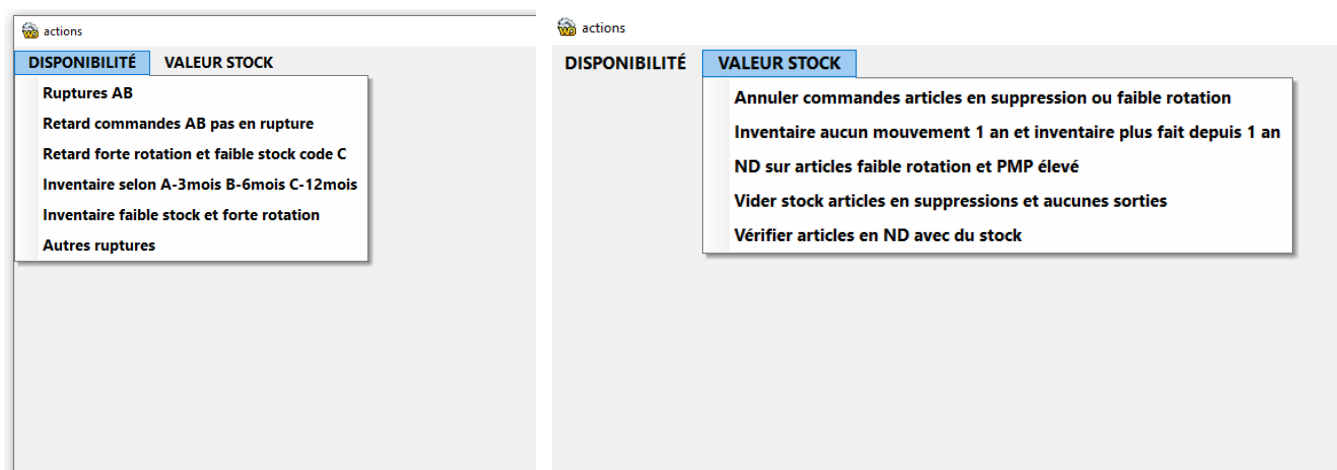 actions
DISPONIBILITÉ VALEUR STOCK
Ruptures AB
Retard commandes AB pas en rupture
Retard forte rotation et faible stock code C
Inventaire selon A-3mois B-6mois C-12mois
Inventaire faible stock et forte rotation
Autres ruptures
actions
DISPONIBILITÉ VALEUR STOCK
Annuler commandes articles en suppression ou faible rotation
Inventaire aucun mouvement 1 an et inventaire plus fait depuis 1 an
ND sur articles faible rotation et PMP élevé
Vider stock articles en suppressions et aucunes sorties
Vérifier articles en ND avec du stock